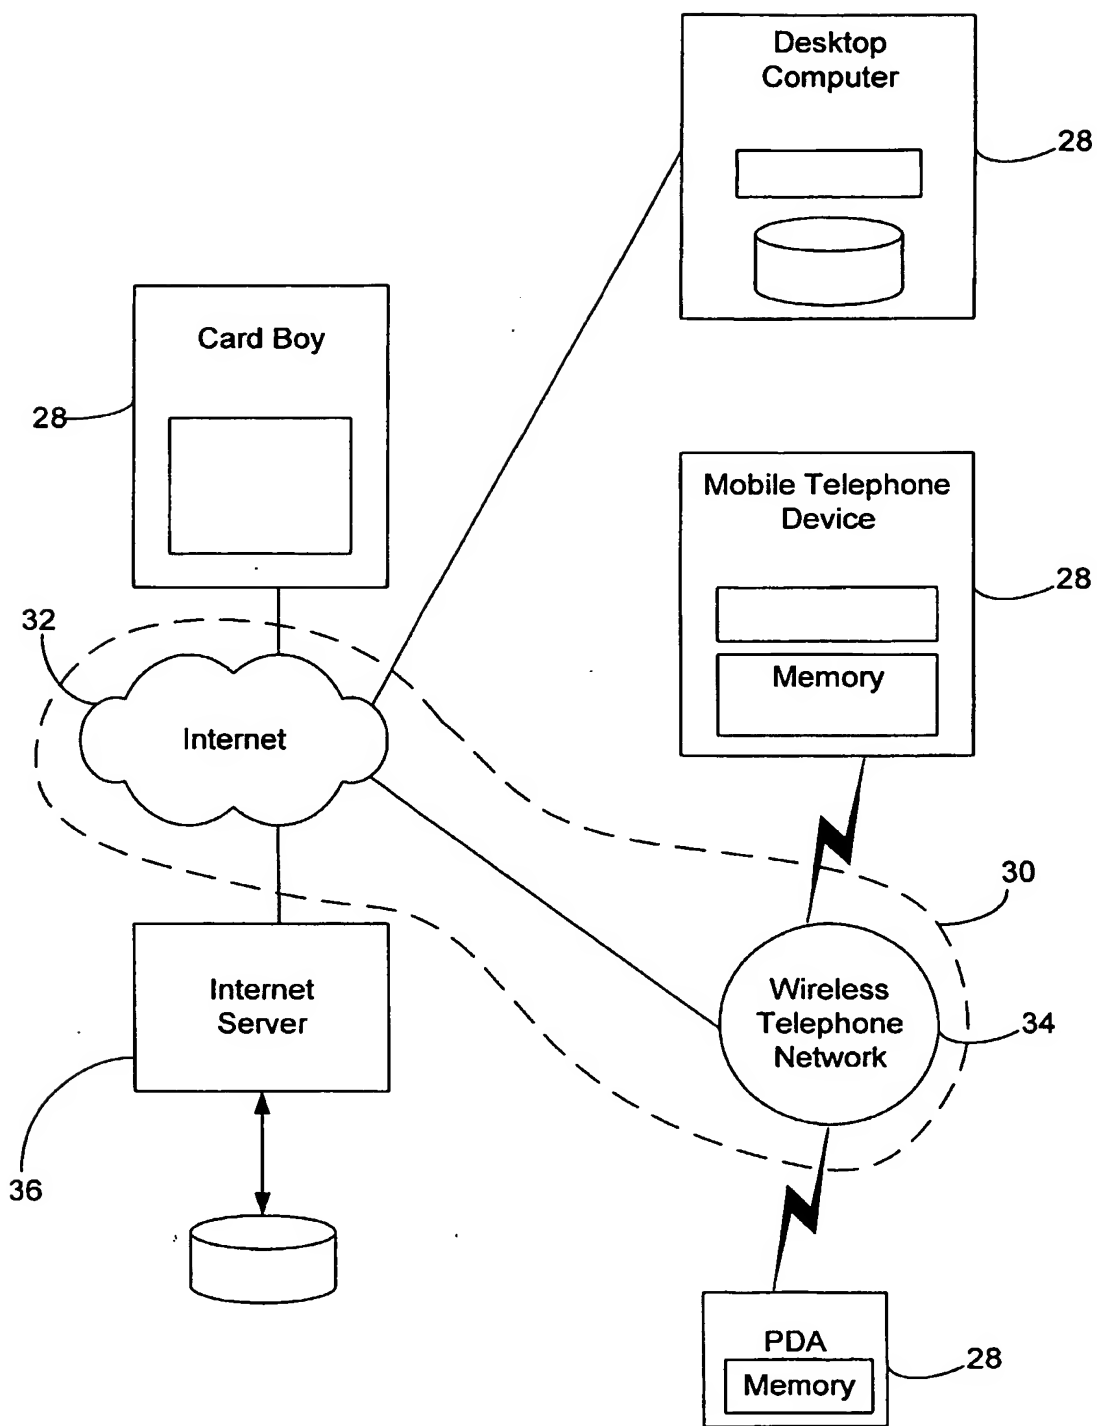 Desktop
Computer
28
Card Boy
28
Mobile Telephone
Device
28
Memory
32
Internet
30
Internet
Server
Wireless
Telephone
Network
34
36
PDA
Memory
28